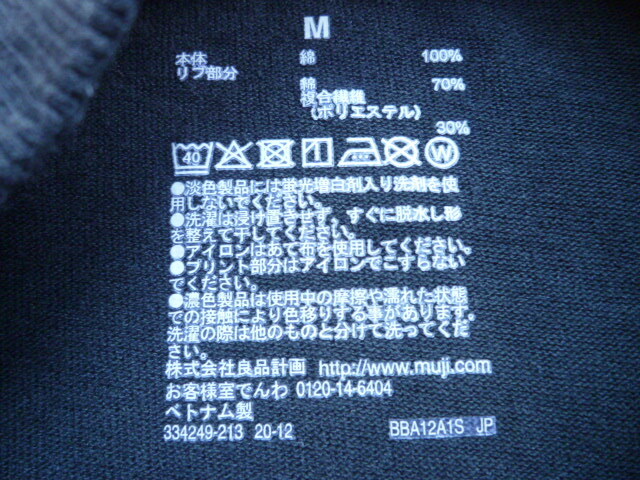 M
本体 綿 100%
リブ部分 綿 70%
複合繊維
(ポリエステル)
30%
40 W
●淡色製品には蛍光増白剤入り洗剤を使
用しないでください。
●洗濯は浸け置きせず、すぐに脱水し形
を整えて干してください。
●アイロンはあて布を使用してください。
●プリント部分はアイロンでこすらない
でください。
●濃色製品は使用中の摩擦や濡れた状態
での接触により色移りする事があります。
洗濯の際は他のものと分けて洗ってくだ
さい。
株式会社良品計画 http://www.muji.com
お客様室でんわ 0120-14-6404
ベトナム製
334249-213 20-12 BBA12A1S JP